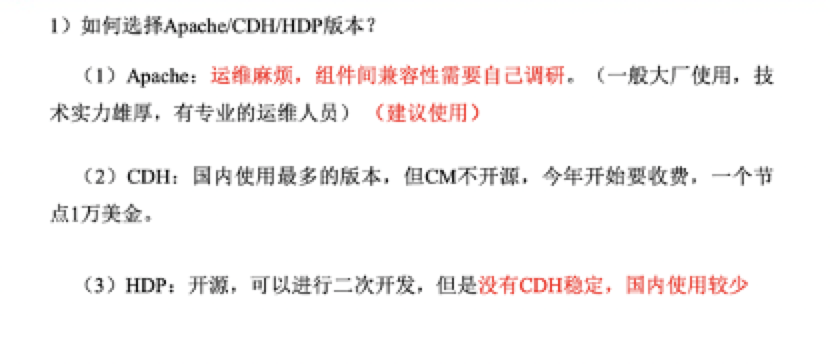 1）如何选择Apache/CDH/HDP版本？
（1）Apache：运维麻烦，组件间兼容性需要自己调研。（一般大厂使用，技
术实力雄厚，有专业的运维人员）（建议使用）
（2）CDH：国内使用最多的版本，但CM不开源，今年开始要收费，一个节
点1万美金。
（3）HDP：开源，可以进行二次开发，但是没有CDH稳定，国内使用较少